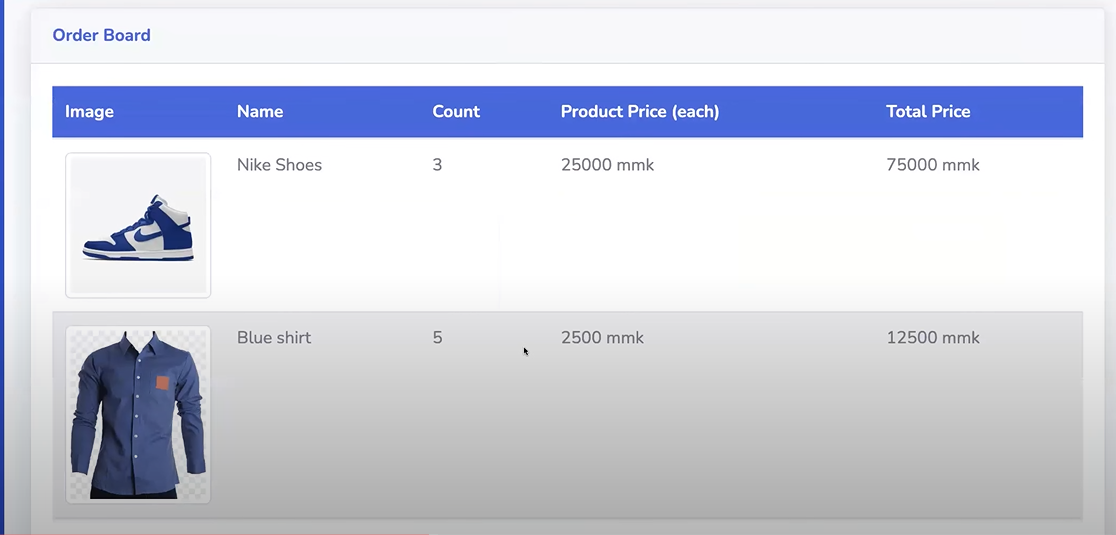 Order Board
Image Name Count Product Price (each) Total Price
Nike Shoes 3 25000 mmk 75000 mmk
Blue shirt 5 2500 mmk 12500 mmk